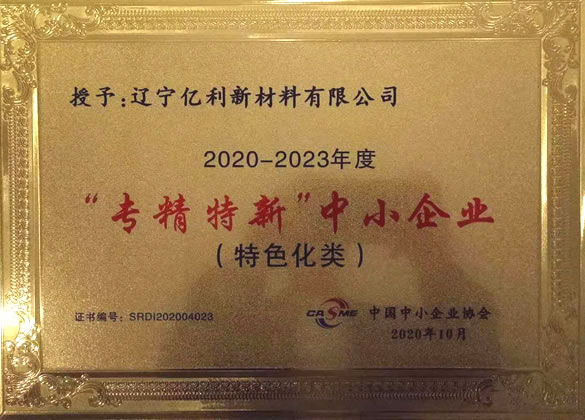 授予:辽宁亿利新材料有限公司
2020-2023年度
“专精特新”中小企业
(特色化类)
证书编号: SRDI202004023
CASME 中国中小企业协会
2020年10月